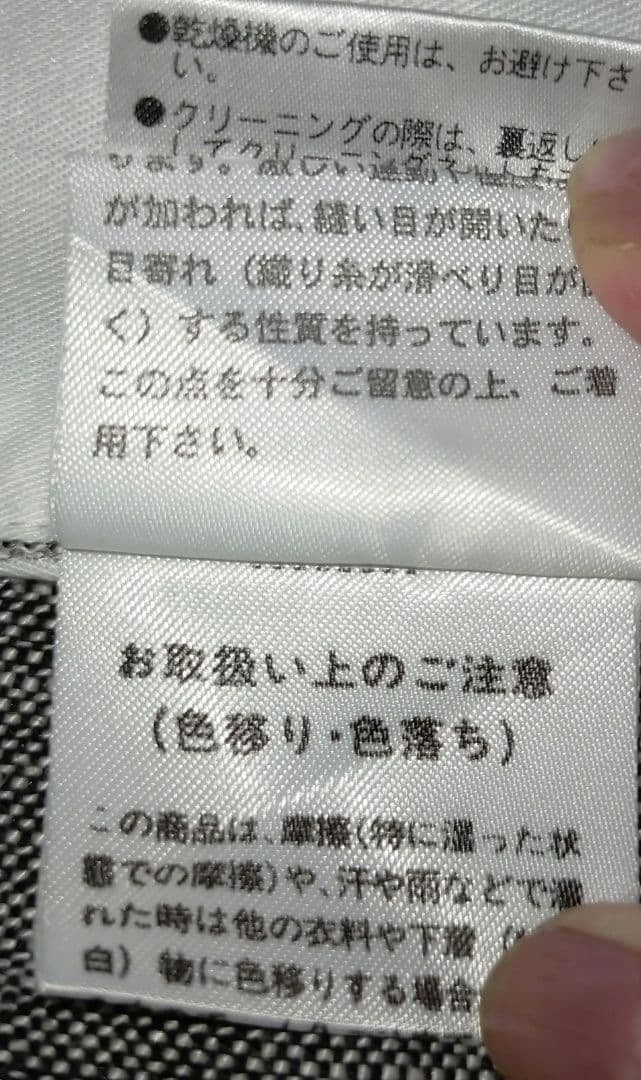 ●乾燥機のご使用は、お避け下さ
い。
●クリーニングの際は、裏返し
してクリ
が加われば、縫い目が開いた
目寄れ（織り糸が滑べり目が
く）する性質を持っています。
この点を十分ご留意の上、ご着
用下さい。
お取扱い上のご注意
（色移り・色落ち）
この商品は、摩擦（特に湿った状
態での摩擦）や、汗や雨などで濡
れた時は他の衣料や下着（
白）物に色移りする場合